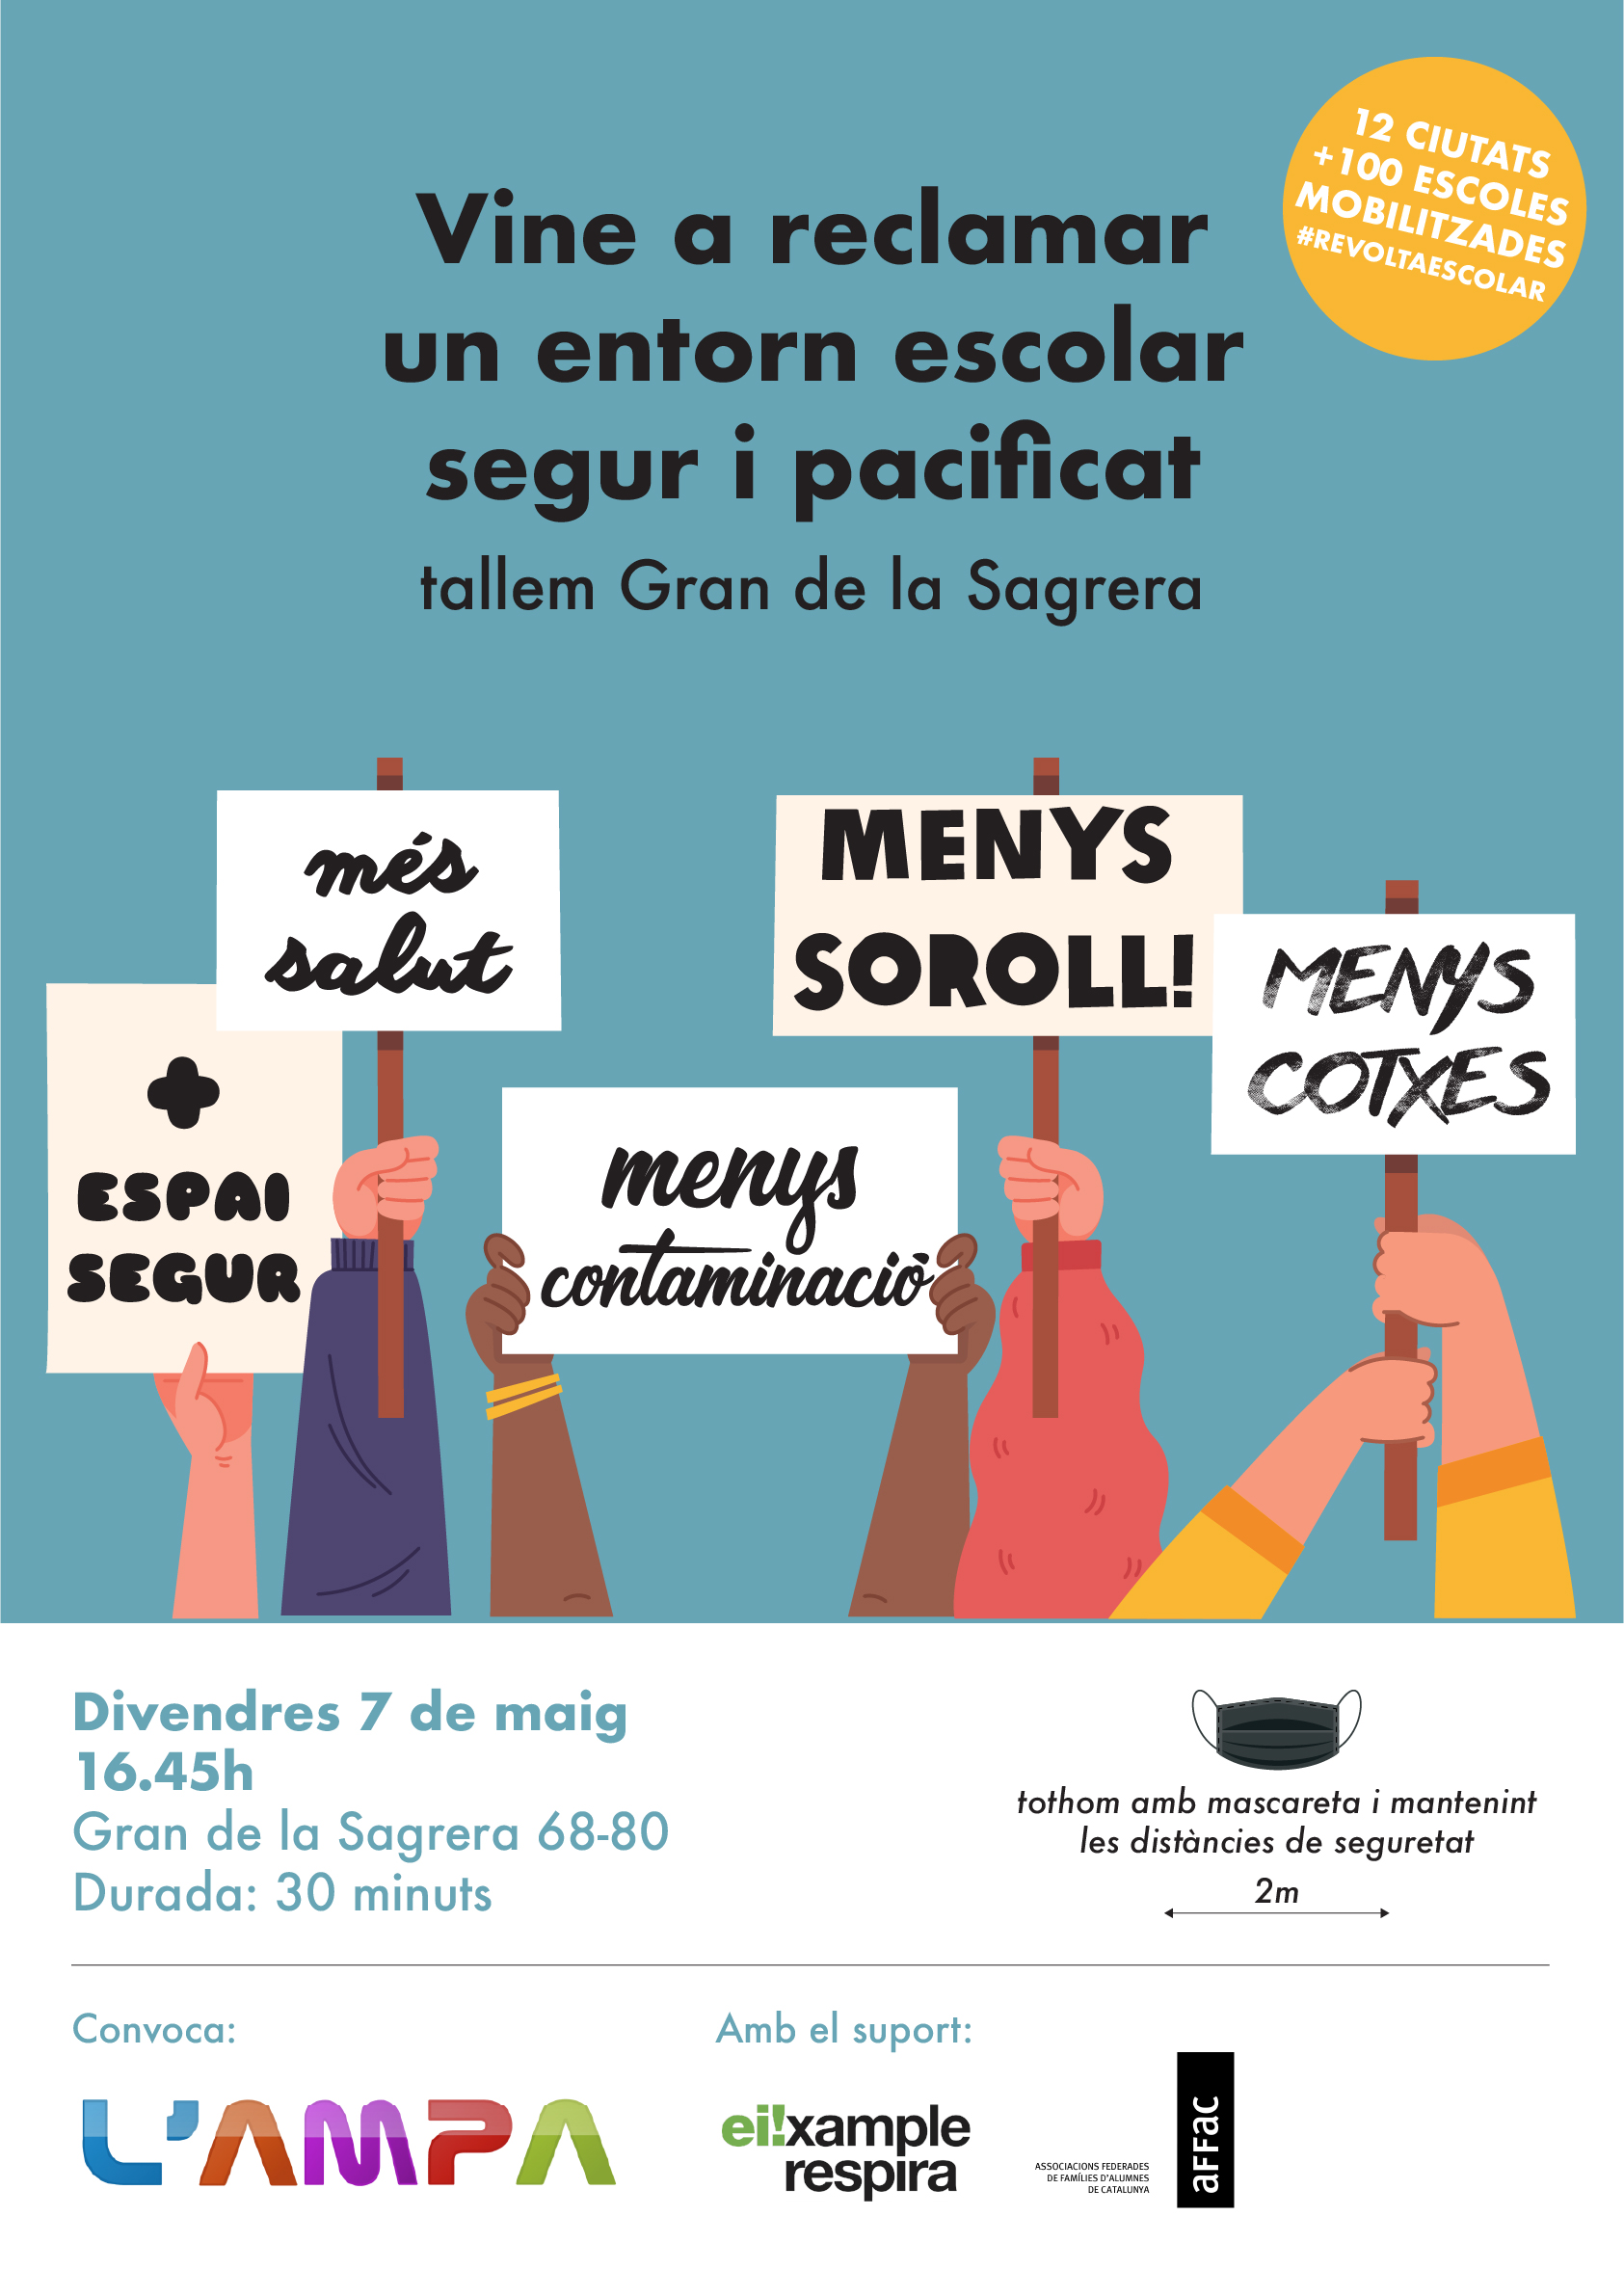 12 CIUTATS
+100 ESCOLES
MOBILITZADES
#REVOLTAESCOLAR
Vine a reclamar
un entorn escolar
segur i pacificat
tallem Gran de la Sagrera
més
salut
MENYS
SOROLL!
MENYS
COTXES
+
ESPAI
SEGUR
menys
contaminació
Divendres 7 de maig
16.45h
Gran de la Sagrera 68-80
Durada: 30 minuts
tothom amb mascareta i mantenint
les distàncies de seguretat
2m
Convoca:
L'AMPA
Amb el suport:
ei!xample
respira
ASSOCIACIONS FEDERADES
DE FAMÍLIES D'ALUMNES
DE CATALUNYA
aFFac